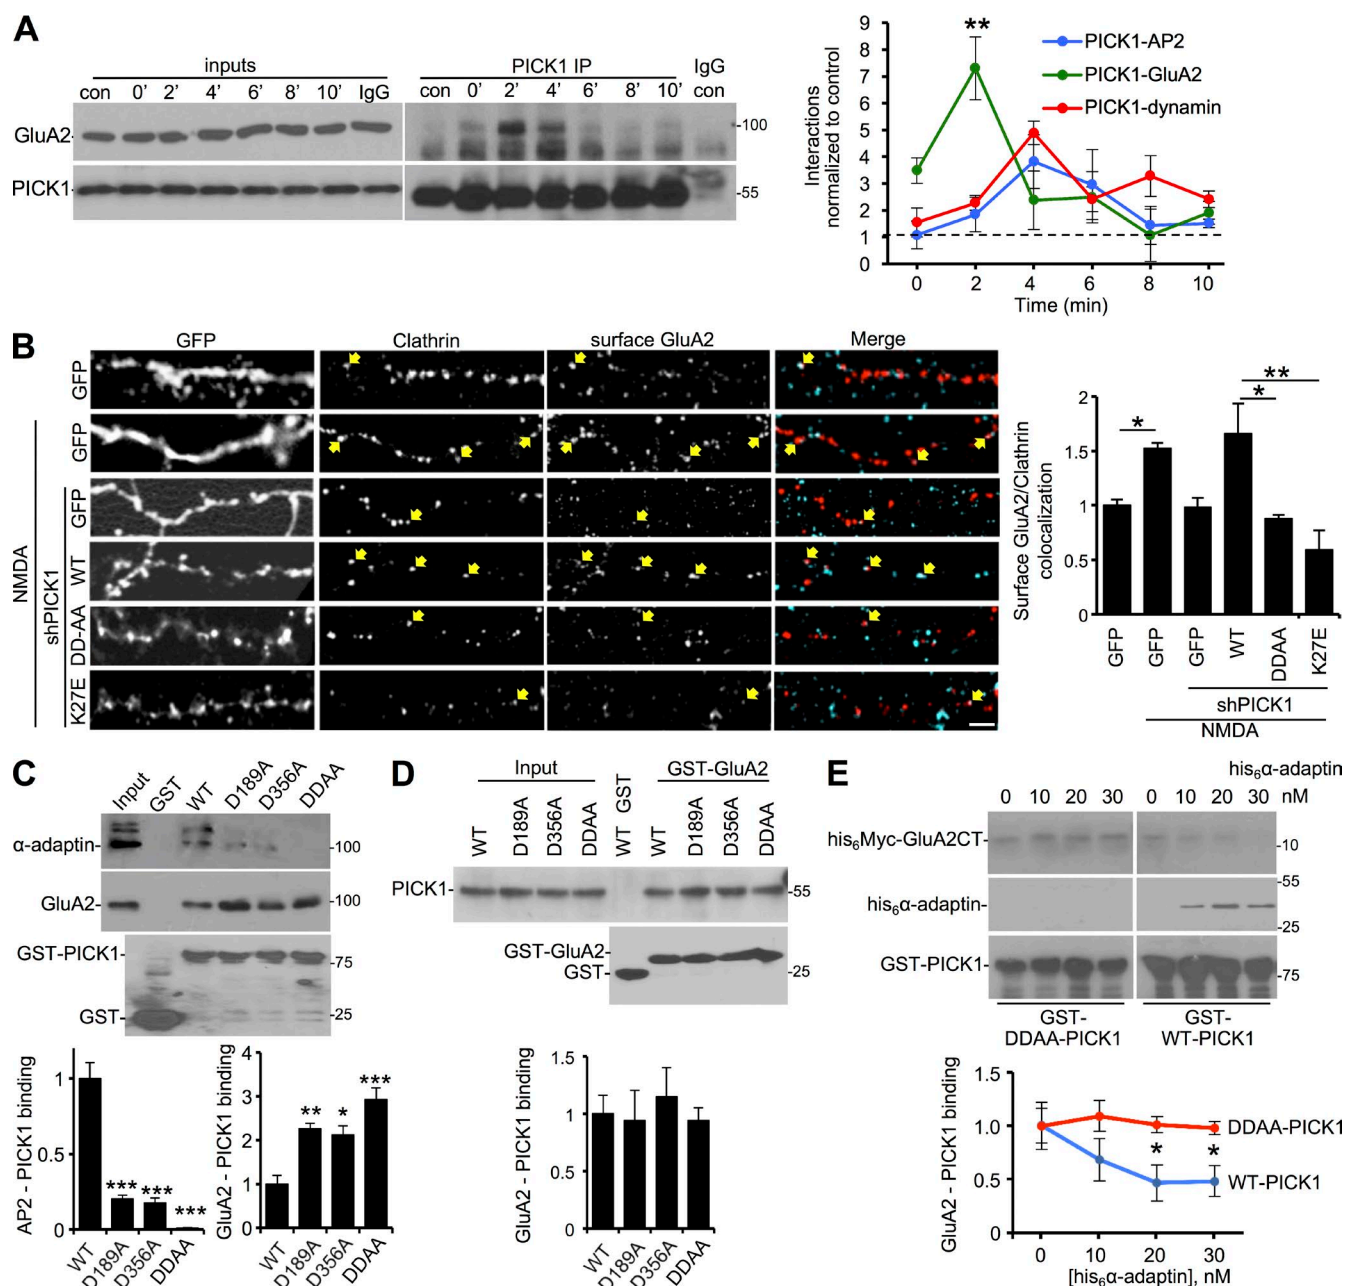 A
inputs
PICK1 IP
IgG
con 0' 2' 4' 6' 8' 10' IgG
con 0' 2' 4' 6' 8' 10' con
GluA2
-100
PICK1-
-55
Interactions
normalized to control
9
8
7
6
5
4
3
2
1
0
**
PICK1-AP2
PICK1-GluA2
PICK1-dynamin
0 2 4 6 8 10
Time (min)
B
GFP
Clathrin
surface GluA2
Merge
GFP
GFP
GFP
WT
DD-AA
K27E
NMDA
shPICK1
Surface GluA2/Clathrin
colocalization
2
1.5
1
0.5
0
*
*
**
GFP
GFP
GFP
WT
DDAA
K27E
shPICK1
NMDA
C
Input
GST
WT
D189A
D356A
DDAA
α-adaptin-
-100
GluA2-
-100
GST-PICK1-
-75
GST-
-25
AP2 - PICK1 binding
1
0.5
0
*** *** ***
WT
D189A
D356A
DDAA
GluA2 - PICK1 binding
4
3
2
1
0
** * ***
WT
D189A
D356A
DDAA
D
Input
GST-GluA2
WT
D189A
D356A
DDAA
WT GST
WT
D189A
D356A
DDAA
PICK1-
-55
GST-GluA2-
GST-
-25
GluA2 - PICK1 binding
1.5
1
0.5
0
WT
D189A
D356A
DDAA
E
his6α-adaptin
0 10 20 30 0 10 20 30 nM
his6Myc-GluA2CT-
-10
-55
his6α-adaptin-
-25
GST-PICK1-
-75
GST-
DDAA-PICK1
GST-
WT-PICK1
GluA2 - PICK1 binding
1.5
1.0
0.5
0
DDAA-PICK1
* *
WT-PICK1
0 10 20 30
[his6α-adaptin], nM